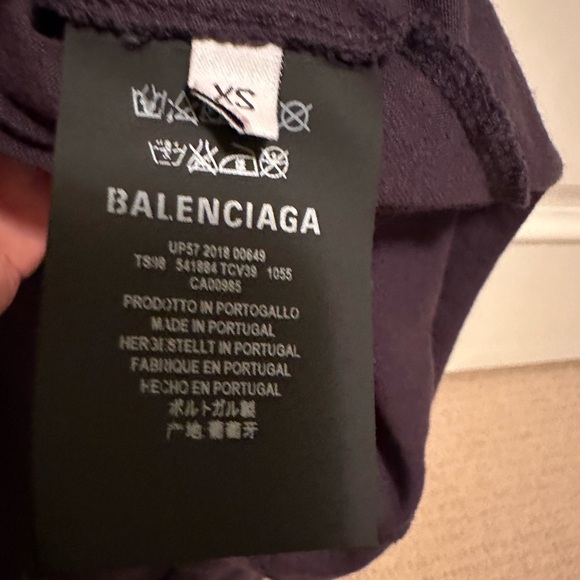 XS
BALENCIAGA
UP57 2018 00649
TS98 541884 TCV39 1055
CA00985
PRODOTTO IN PORTOGALLO
MADE IN PORTUGAL
HERGESTELLT IN PORTUGAL
FABRIQUE EN PORTUGAL
HECHO EN PORTUGAL
ポルトガル製
产地:葡萄牙